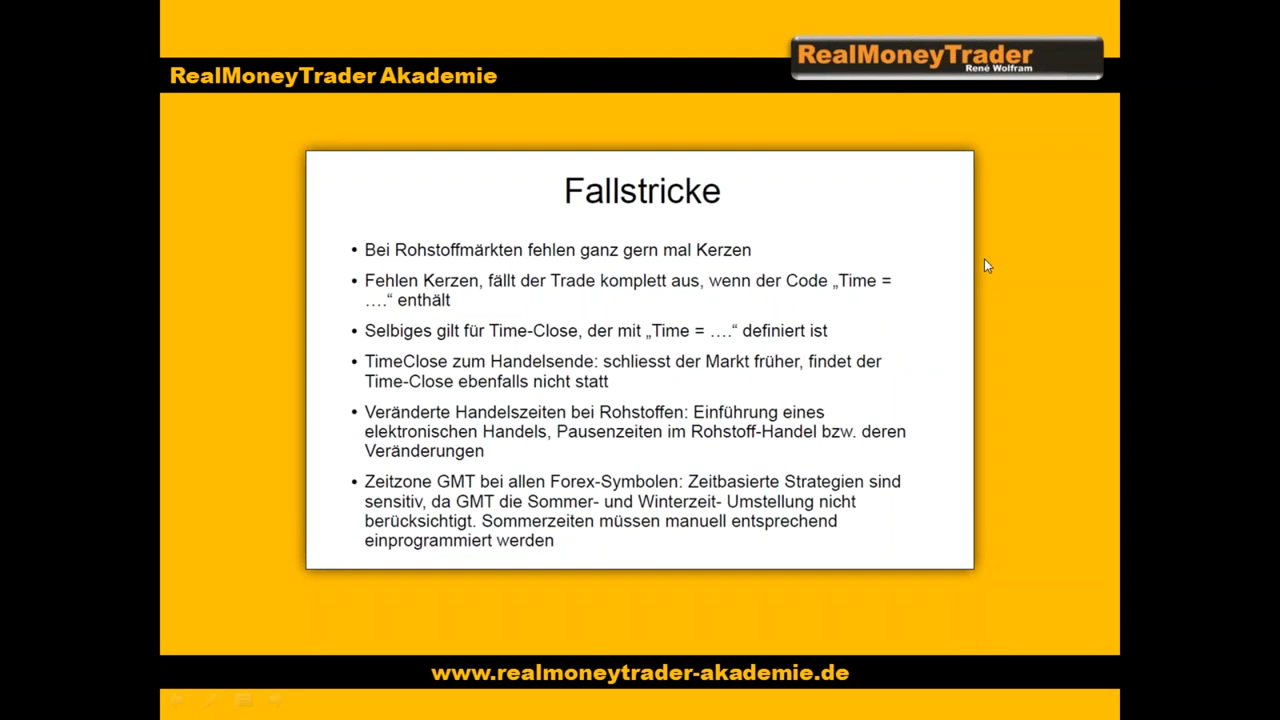 RealMoneyTrader Akademie
RealMoneyTrader
René Wolfram
Fallstricke
• Bei Rohstoffmärkten fehlen ganz gern mal Kerzen
• Fehlen Kerzen, fällt der Trade komplett aus, wenn der Code „Time =
….“ enthält
• Selbiges gilt für Time-Close, der mit „Time = ….“ definiert ist
• TimeClose zum Handelsende: schliesst der Markt früher, findet der
Time-Close ebenfalls nicht statt
• Veränderte Handelszeiten bei Rohstoffen: Einführung eines
elektronischen Handels, Pausenzeiten im Rohstoff-Handel bzw. deren
Veränderungen
• Zeitzone GMT bei allen Forex-Symbolen: Zeitbasierte Strategien sind
sensitiv, da GMT die Sommer- und Winterzeit- Umstellung nicht
berücksichtigt. Sommerzeiten müssen manuell entsprechend
einprogrammiert werden
www.realmoneytrader-akademie.de